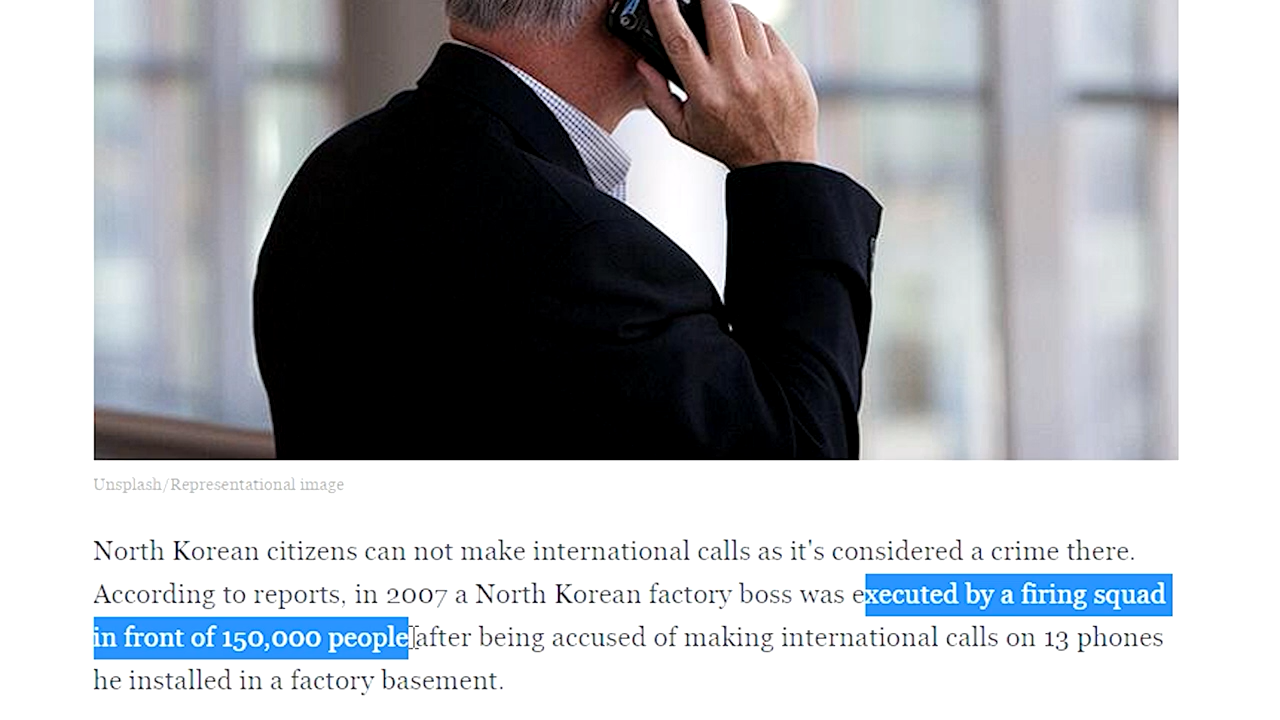 Unsplash/Representational image
North Korean citizens can not make international calls as it's considered a crime there.
According to reports, in 2007 a North Korean factory boss was executed by a firing squad
in front of 150,000 people after being accused of making international calls on 13 phones
he installed in a factory basement.